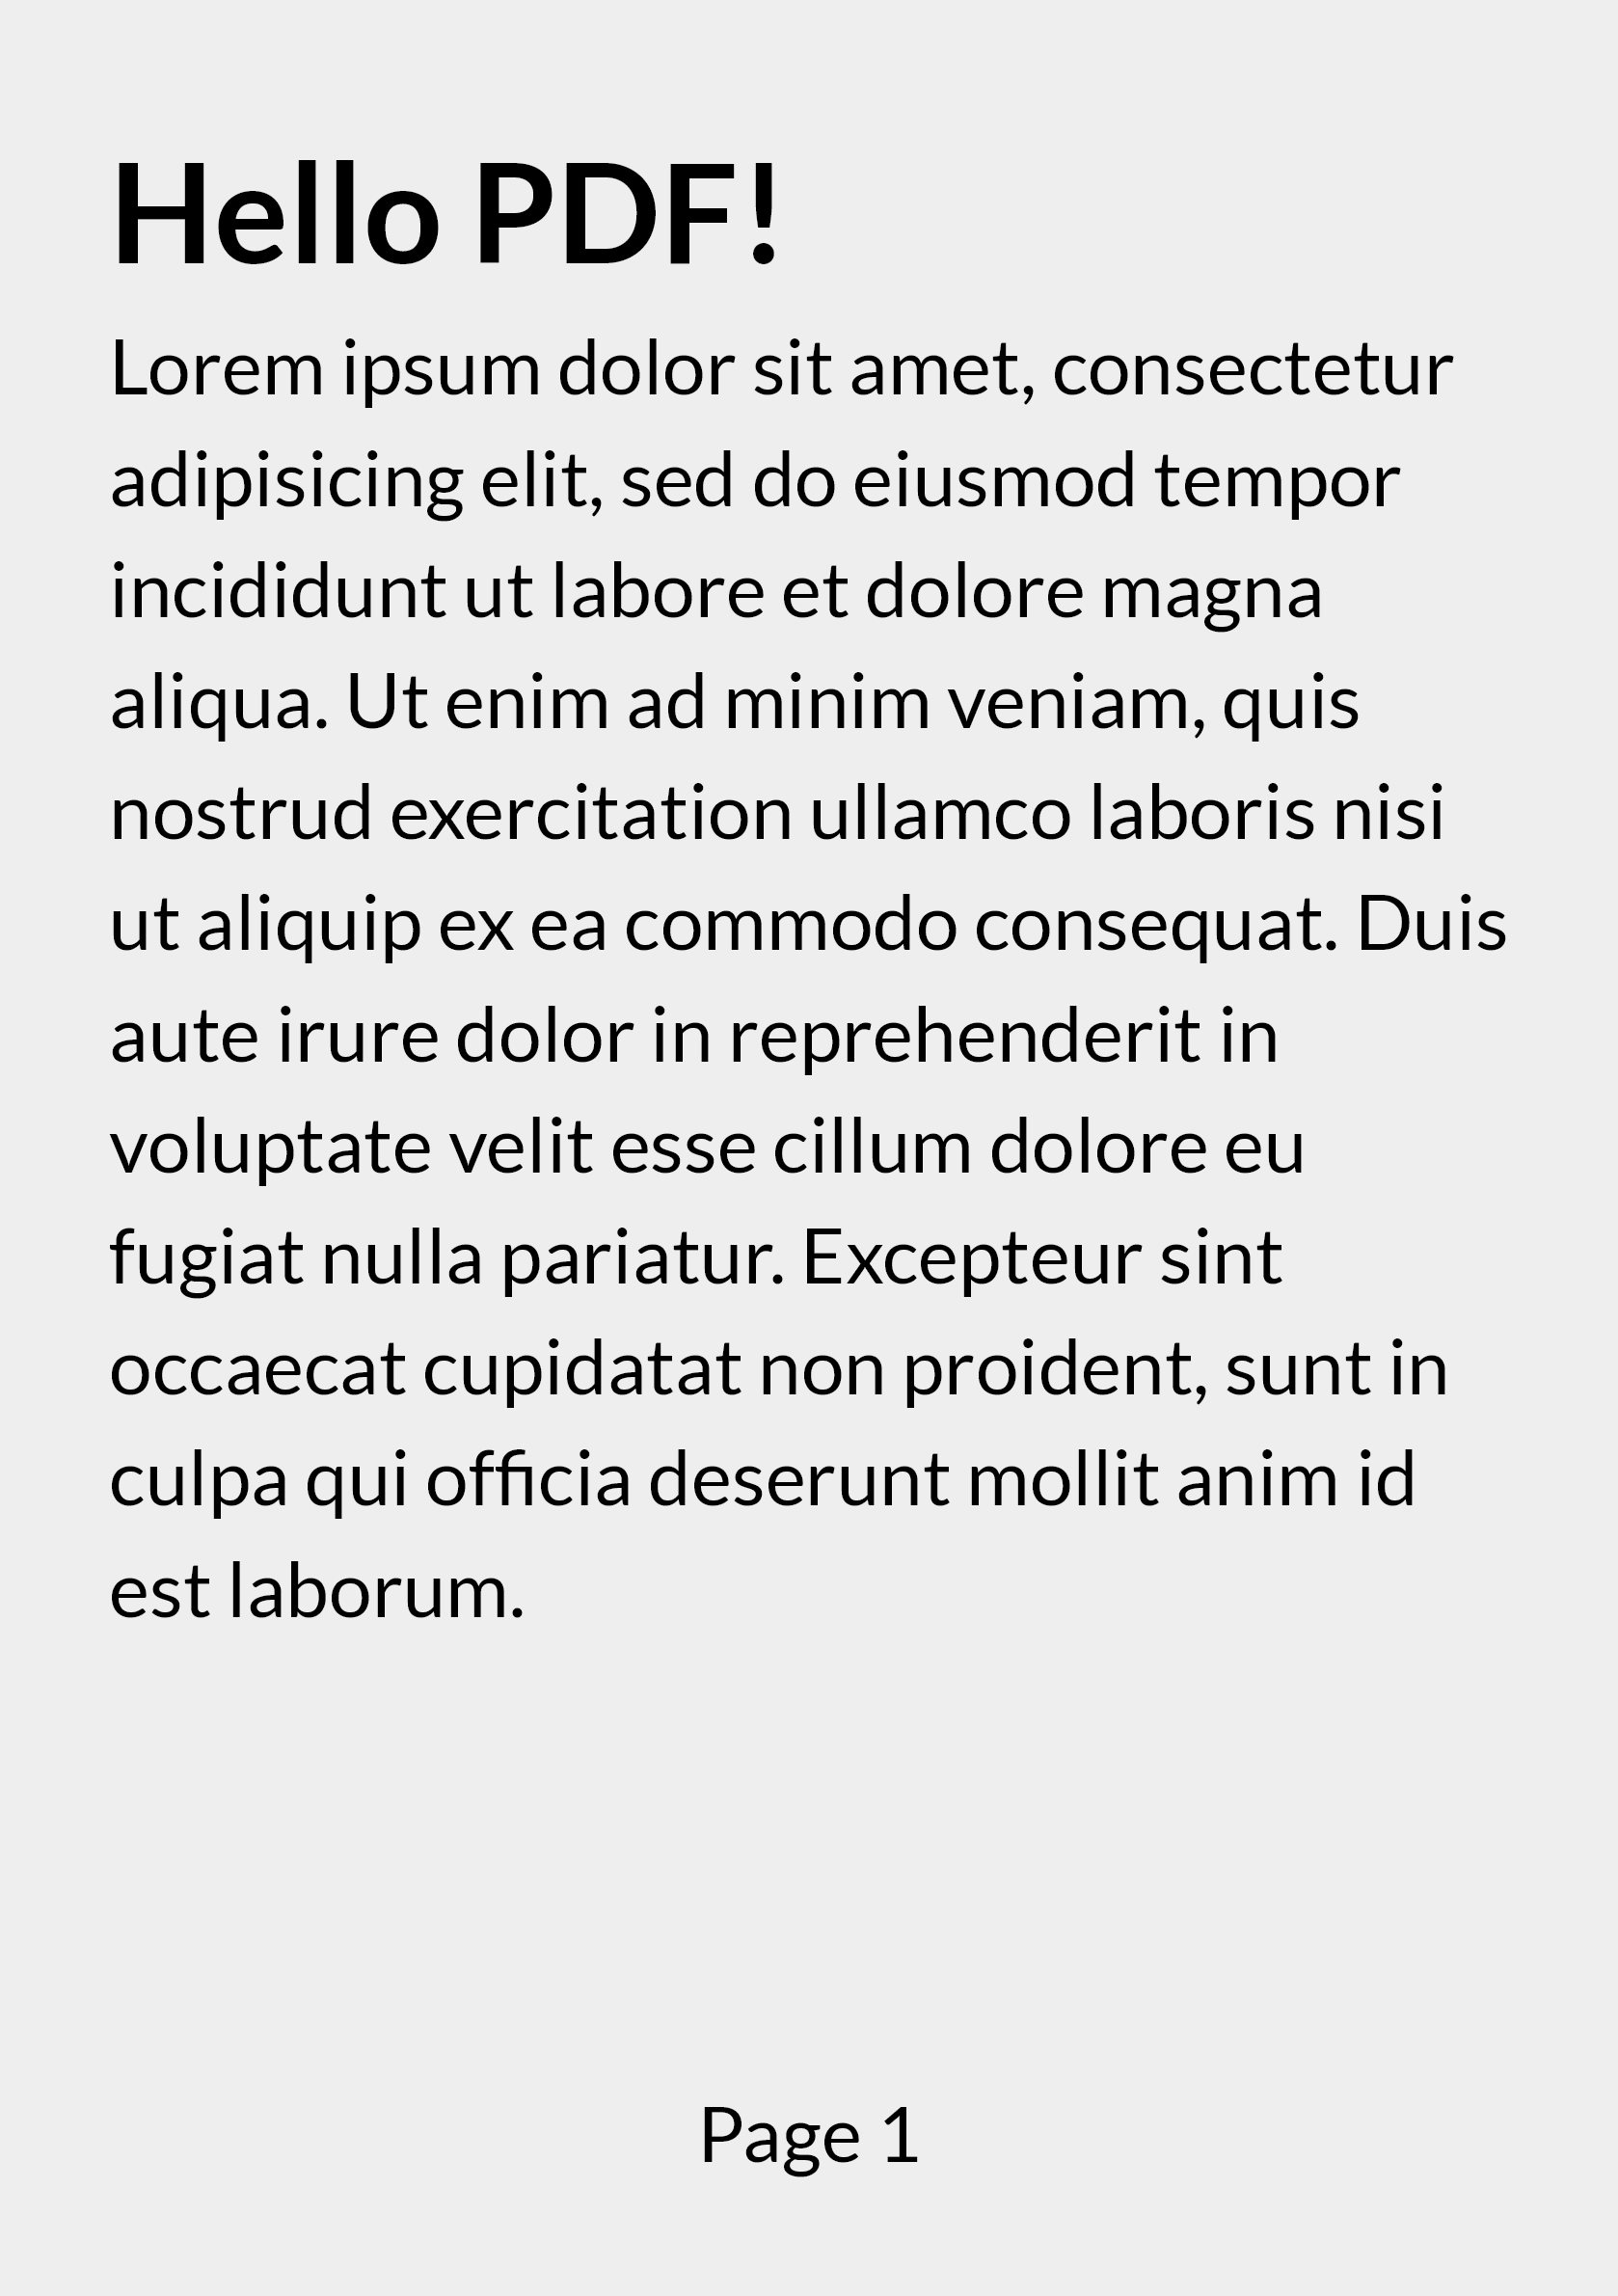 Hello PDF!
Lorem ipsum dolor sit amet, consectetur
adipisicing elit, sed do eiusmod tempor
incididunt ut labore et dolore magna
aliqua. Ut enim ad minim veniam, quis
nostrud exercitation ullamco laboris nisi
ut aliquip ex ea commodo consequat. Duis
aute irure dolor in reprehenderit in
voluptate velit esse cillum dolore eu
fugiat nulla pariatur. Excepteur sint
occaecat cupidatat non proident, sunt in
culpa qui officia deserunt mollit anim id
est laborum.
Page 1